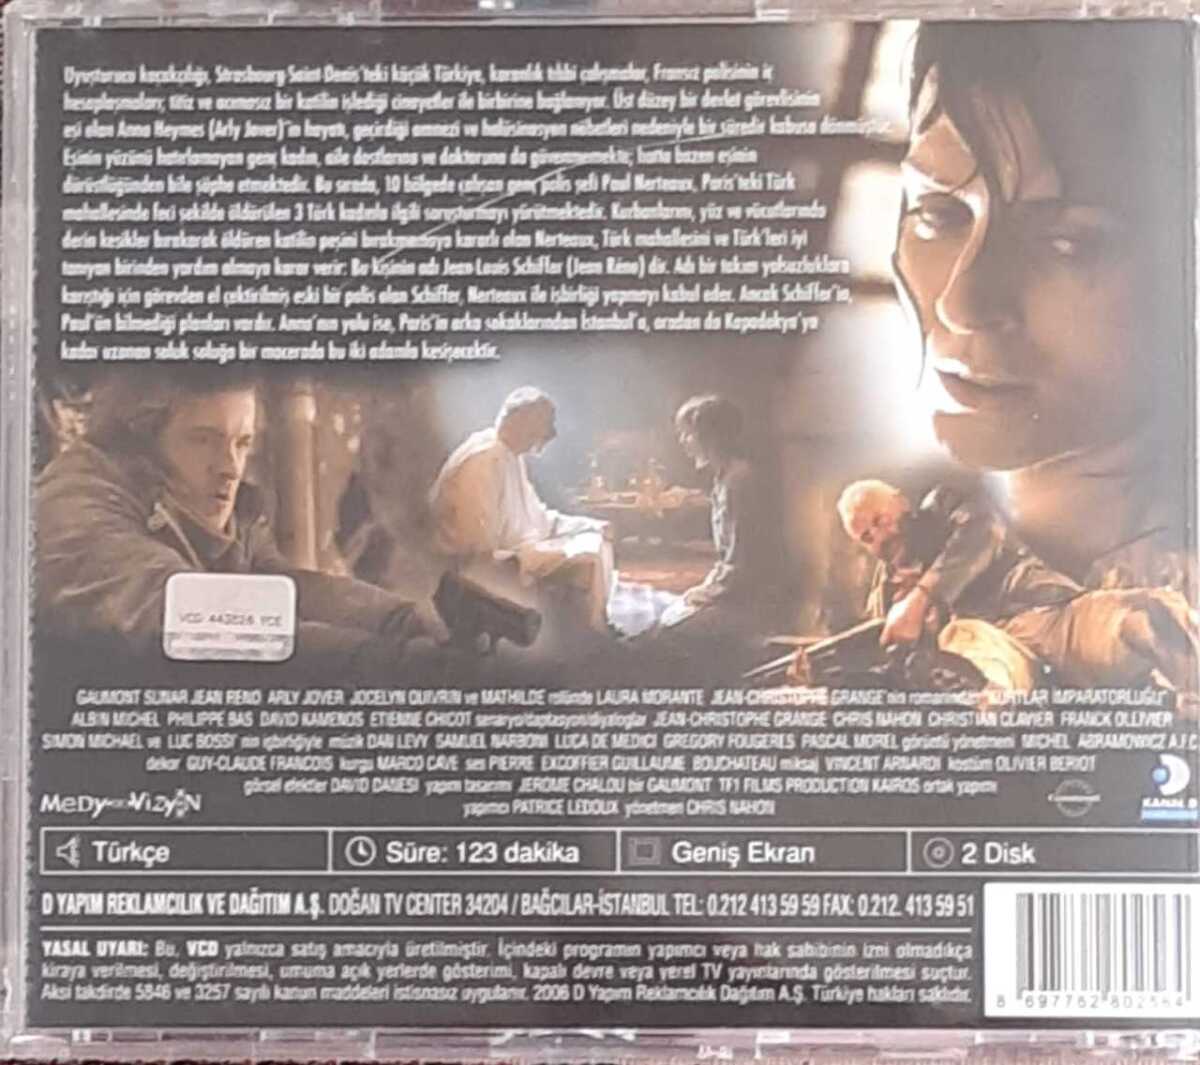 Uyuşturucu kaçakçılığı, Strasbourg Saint-Denis'teki küçük Türkiye, karanlık tıbbi çalışmalar, Fransız polisinin iç
hesaplaşmaları; titiz ve acımasız bir katilin işlediği cinayetler ile birbirine bağlanıyor. Üst düzey bir devlet görevlisinin
eşi olan Anna Heymes (Arly Jover)'in hayatı, geçirdiği amnezi ve halüsinasyon nöbetleri nedeniyle bir süredir kabusa dönmüştür.
Eşinin yüzünü hatırlamayan genç kadın, aile dostlarına ve doktoruna da güvenmemekte; hatta bazen eşinin
dürüstlüğünden bile şüphe etmektedir. Bu sırada, 10 bölgede çalışan genç polis şefi Paul Nerteaux, Paris'teki Türk
mahallesinde feci şekilde öldürülen 3 Türk kadınla ilgili soruşturmayı yürütmektedir. Kurbanlarını, yüz ve vücutlarında
derin kesikler bırakarak öldüren katilin peşini bırakmamaya kararlı olan Nerteaux, Türk mahallesini ve Türk'leri iyi
tanıyan birinden yardım almaya karar verir: Bu kişinin adı Jean-Louis Schiffer (Jean Réno) dir. Adı bir takım yolsuzluklara
karıştığı için görevden el çektirilmiş eski bir polis olan Schiffer, Nerteaux ile işbirliği yapmayı kabul eder. Ancak Schiffer'in,
Paul'ün bilmediği planları vardır. Anna'nın yolu ise, Paris'in arka sokaklarından İstanbul'a, oradan da Kapadokya'ya
kadar uzanan soluk soluğa bir macerada bu iki adamla kesişecektir.
VCD 443826 YCE
GAUMONT SUNAR JEAN RENO ARLY JOVER JOCELYN QUIVRIN ve MATHILDE rolünde LAURA MORANTE JEAN-CHRISTOPHE GRANGE'nin romanından "KURTLAR İMPARATORLUĞU"
ALBIN MICHEL PHILIPPE BAS DAVID KAMENOS ETIENNE CHICOT senaryo/adaptasyon/diyaloglar JEAN-CHRISTOPHE GRANGE CHRIS NAHON CHRISTIAN CLAVIER FRANCK OLLIVIER
SIMON MICHAEL ve LUC BOSSI'nin işbirliğiyle müzik DAN LEVY SAMUEL NARBONI LUCA DE MEDICI GREGORY FOUGERES PASCAL MOREL görüntü yönetmeni MICHEL ABRAMOWICZ A.F.C
dekor GUY-CLAUDE FRANCOIS kurgu MARCO CAVE ses PIERRE EXCOFFIER GUILLAUME BOUCHATEAU miksaj VINCENT ARNARDI kostüm OLIVIER BERIOT
görsel efektler DAVID DANESI yapım tasarımı JEROME CHALOU bir GAUMONT TF1 FILMS PRODUCTION KAIROS ortak yapımı
yapımcı PATRICE LEDOUX yönetmen CHRIS NAHON
MeDyaVizyON
KANAL D
Türkçe
Süre: 123 dakika
Geniş Ekran
2 Disk
D YAPIM REKLAMCILIK VE DAĞITIM A.Ş. DOĞAN TV CENTER 34204 / BAĞCILAR-İSTANBUL TEL: 0.212 413 59 59 FAX: 0.212. 413 59 51
YASAL UYARI: Bu, VCD yalnızca satış amacıyla üretilmiştir. İçindeki programın yapımcı veya hak sahibinin izni olmadıkça
kiraya verilmesi, değiştirilmesi, umuma açık yerlerde gösterimi, kapalı devre veya yerel TV yayınlarında gösterilmesi suçtur.
Aksi takdirde 5846 ve 3257 sayılı kanun maddeleri istisnasız uygulanır. 2006 D Yapım Reklamcılık Dağıtım A.Ş. Türkiye hakları saklıdır.
8 697762 802564